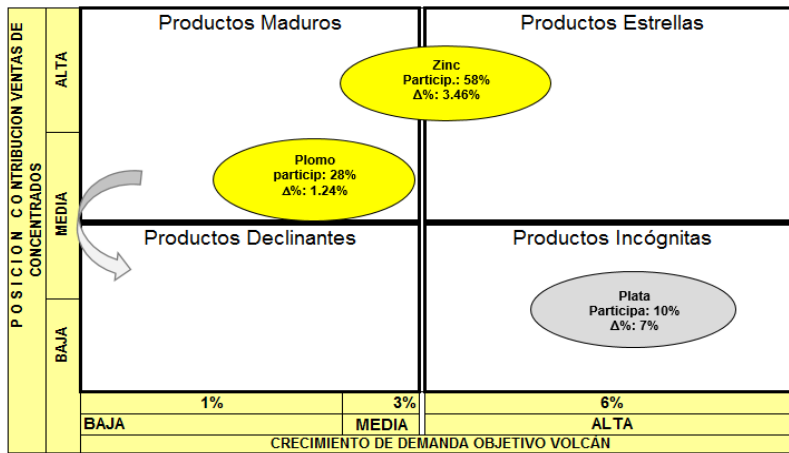 POSICION CONTRIBUCION VENTAS DE
CONCENTRADOS
ALTA
MEDIA
BAJA
Productos Maduros
Productos Estrellas
Zinc
Particip.: 58%
Δ%: 3.46%
Plomo
particip: 28%
Δ%: 1.24%
Productos Declinantes
Productos Incógnitas
Plata
Participa: 10%
Δ%: 7%
1%
3%
6%
BAJA
MEDIA
ALTA
CRECIMIENTO DE DEMANDA OBJETIVO VOLCÁN